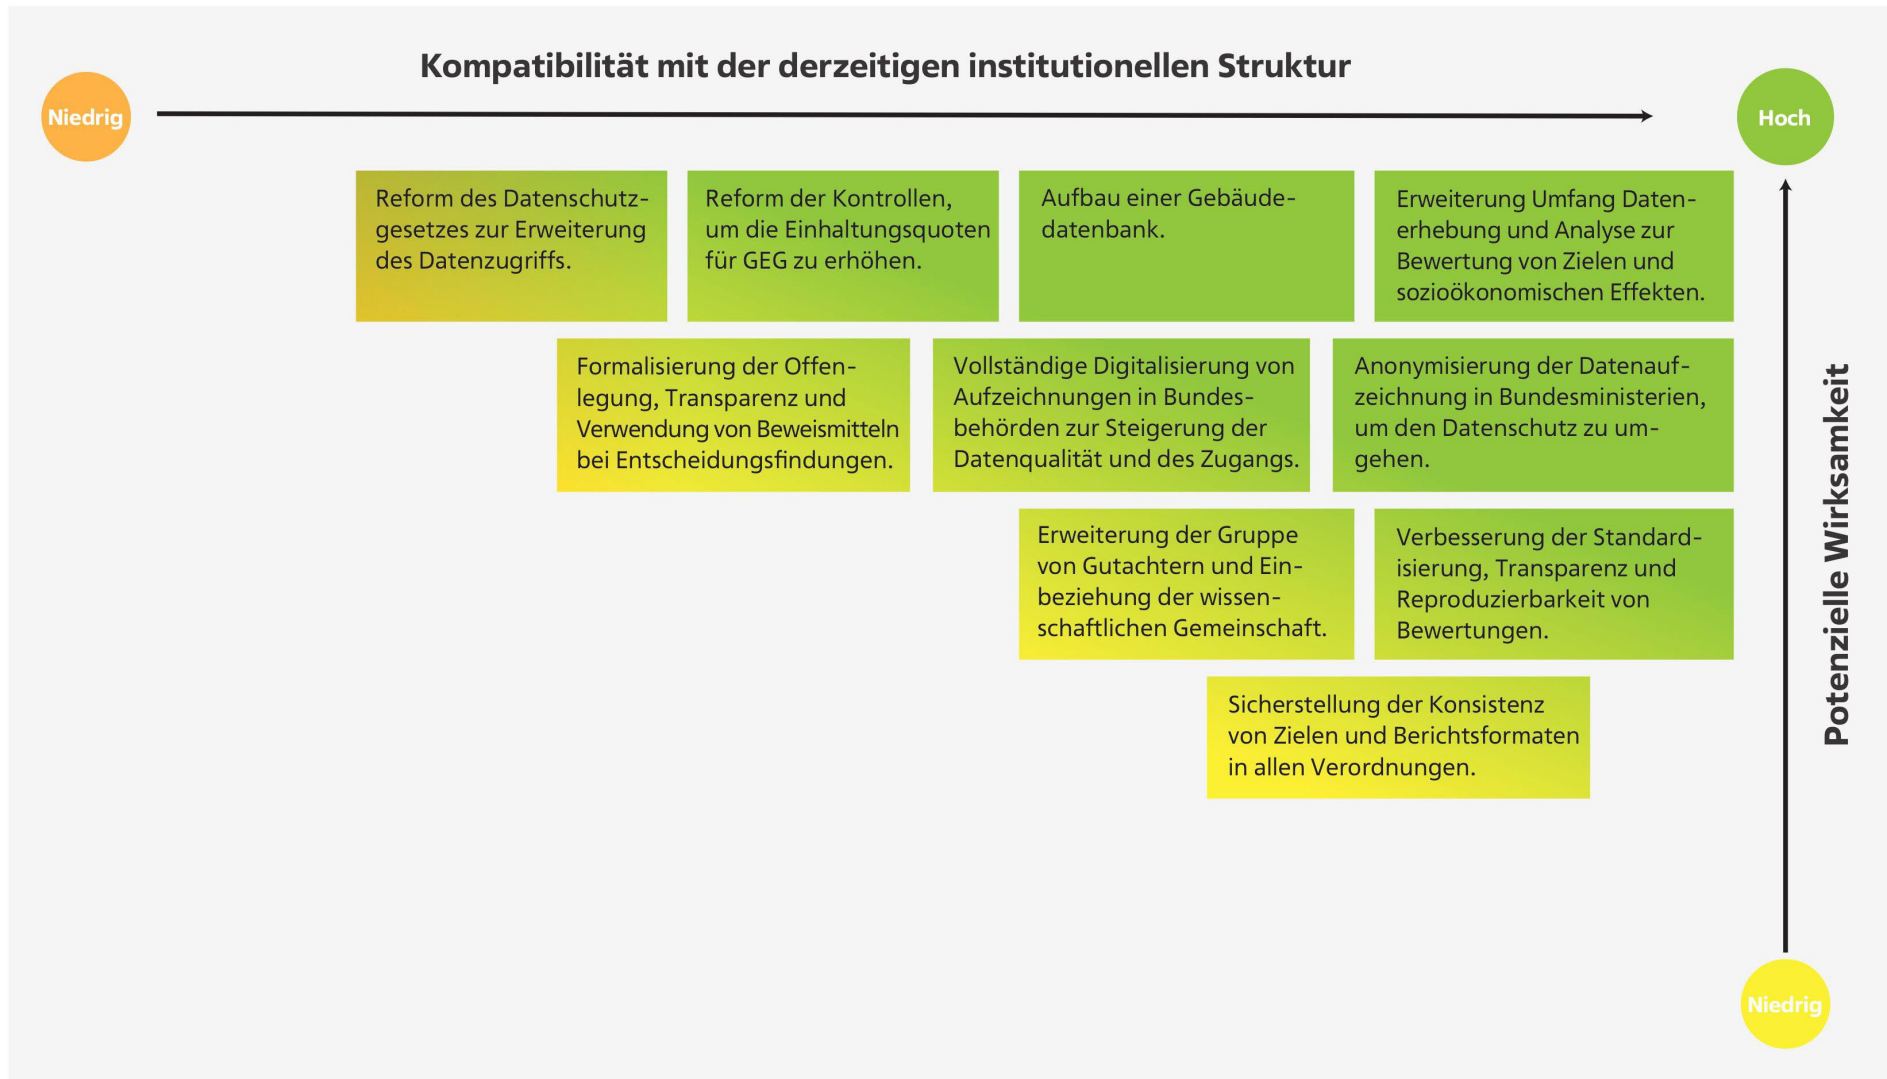 Kompatibilität mit der derzeitigen institutionellen Struktur
Niedrig
Hoch
Reform des Datenschutz-
gesetzes zur Erweiterung
des Datenzugriffs.
Reform der Kontrollen,
um die Einhaltungsquoten
für GEG zu erhöhen.
Aufbau einer Gebäude-
datenbank.
Erweiterung Umfang Daten-
erhebung und Analyse zur
Bewertung von Zielen und
sozioökonomischen Effekten.
Formalisierung der Offen-
legung, Transparenz und
Verwendung von Beweismitteln
bei Entscheidungsfindungen.
Vollständige Digitalisierung von
Aufzeichnungen in Bundes-
behörden zur Steigerung der
Datenqualität und des Zugangs.
Anonymisierung der Datenauf-
zeichnung in Bundesministerien,
um den Datenschutz zu um-
gehen.
Erweiterung der Gruppe
von Gutachtern und Ein-
beziehung der wissen-
schaftlichen Gemeinschaft.
Verbesserung der Standard-
isierung, Transparenz und
Reproduzierbarkeit von
Bewertungen.
Sicherstellung der Konsistenz
von Zielen und Berichtsformaten
in allen Verordnungen.
Potenzielle Wirksamkeit
Niedrig